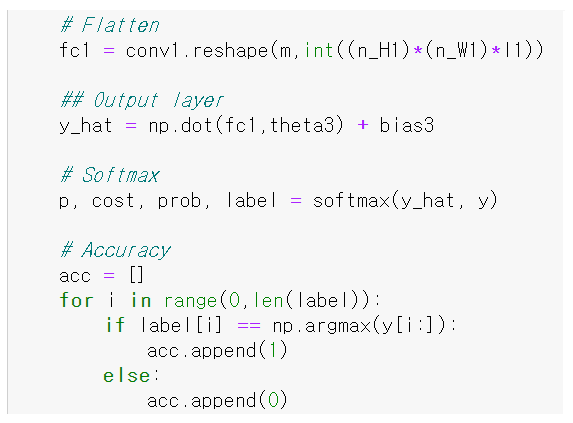 # Flatten
fc1 = conv1.reshape(m,int((n_H1)*(n_W1)*l1))
## Output layer
y_hat = np.dot(fc1,theta3) + bias3
# Softmax
p, cost, prob, label = softmax(y_hat, y)
# Accuracy
acc = []
for i in range(0,len(label)):
if label[i] == np.argmax(y[i:]):
acc.append(1)
else:
acc.append(0)